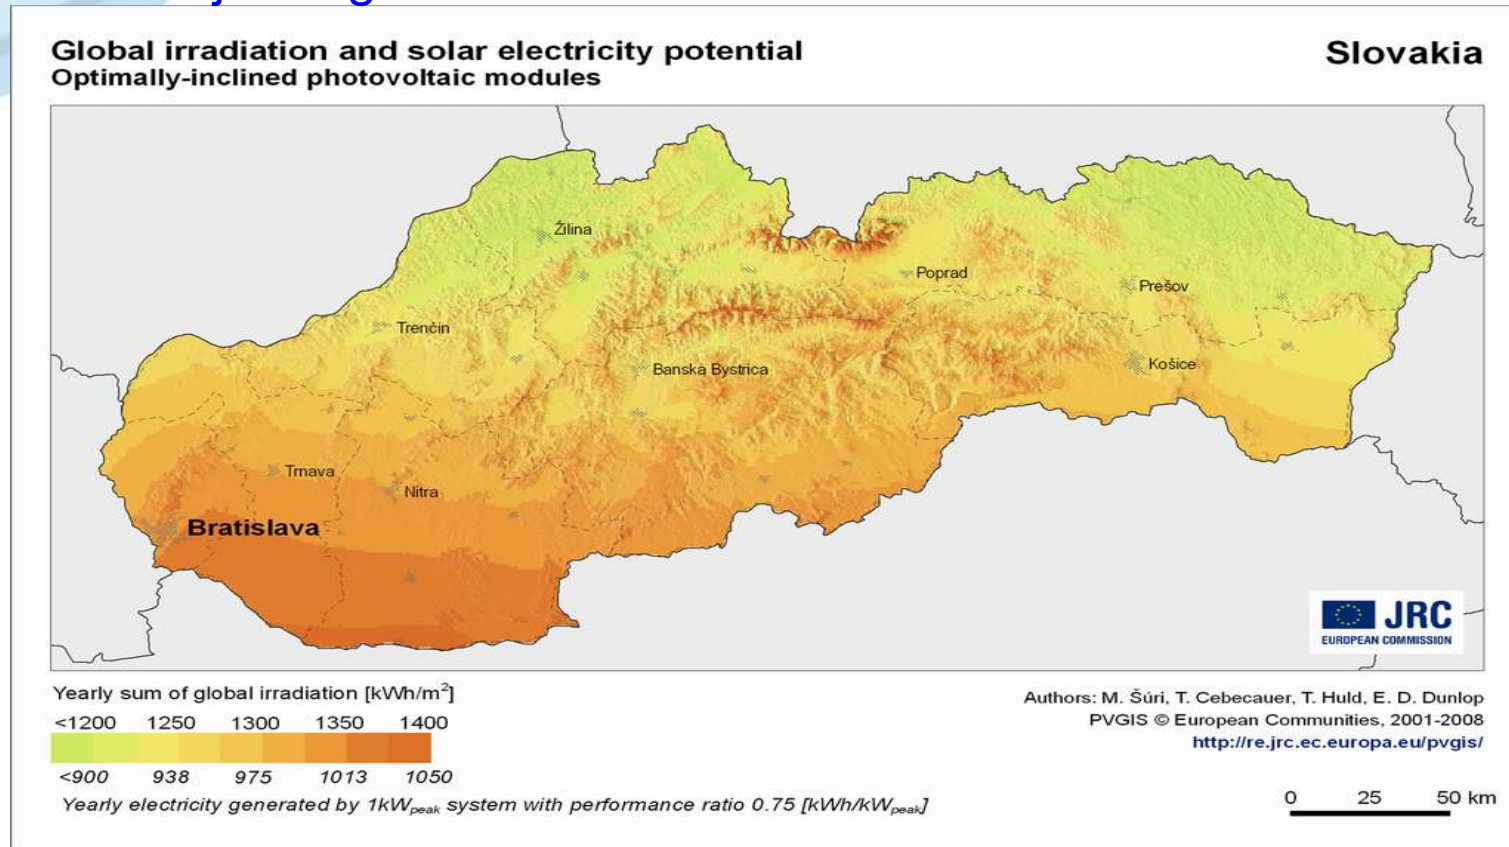 Global irradiation and solar electricity potential
Slovakia
Optimally-inclined photovoltaic modules
Žilina
Poprad
Prešov
Trenčín
Košice
Banská Bystrica
Trnava
Nitra
Bratislava
JRC
EUROPEAN COMMISSION
Yearly sum of global irradiation [kWh/m²]
<1200 1250 1300 1350 1400
<900 938 975 1013 1050
Yearly electricity generated by 1kWpeak system with performance ratio 0.75 [kWh/kWpeak]
Authors: M. Šúri, T. Cebecauer, T. Huld, E. D. Dunlop
PVGIS © European Communities, 2001-2008
http://re.jrc.ec.europa.eu/pvgis/
0 25 50 km